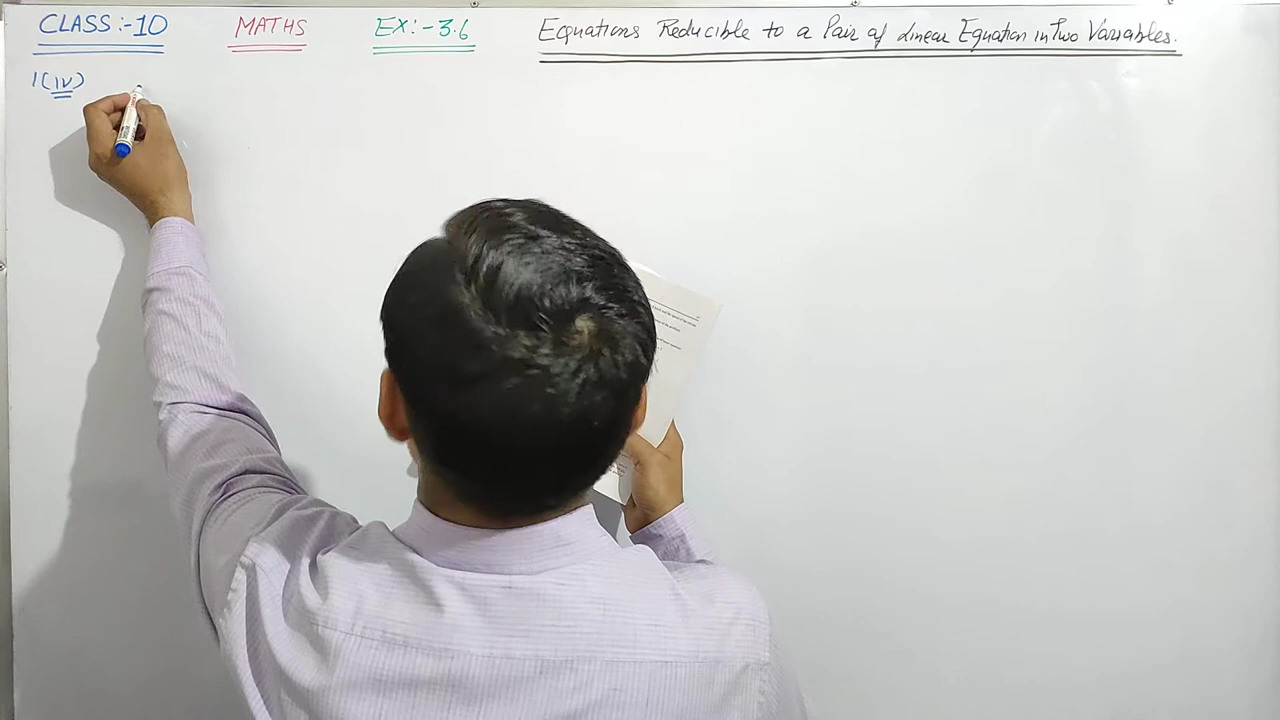 CLASS:-10 MATHS EX:-3.6 Equations Reducible to a Pair of Linear Equation in Two Variables.
1(iv)